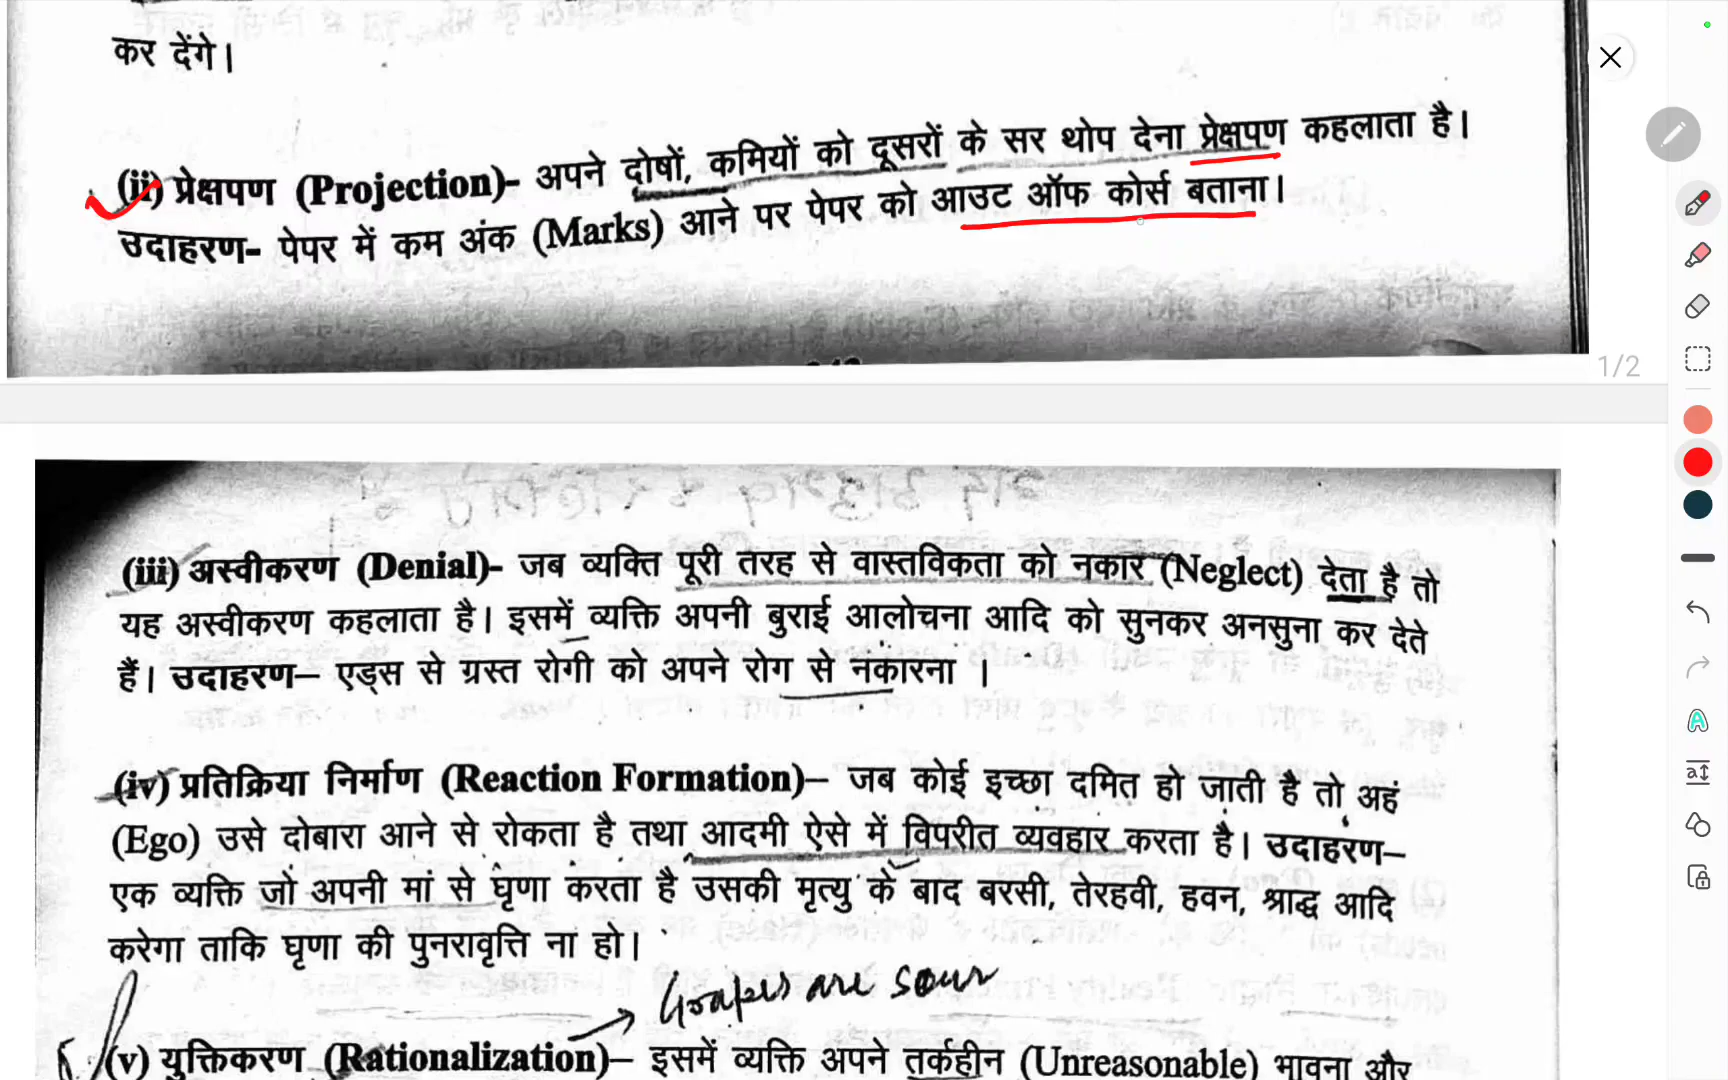 कर देंगे।
(ii) प्रेक्षपण (Projection)- अपने दोषों, कमियों को दूसरों के सर थोप देना प्रेक्षपण कहलाता है।
उदाहरण- पेपर में कम अंक (Marks) आने पर पेपर को आउट ऑफ कोर्स बताना।
1/2
(iii) अस्वीकरण (Denial)- जब व्यक्ति पूरी तरह से वास्तविकता को नकार (Neglect) देता है तो
यह अस्वीकरण कहलाता है। इसमें व्यक्ति अपनी बुराई आलोचना आदि को सुनकर अनसुना कर देते
हैं। उदाहरण– एड्स से ग्रस्त रोगी को अपने रोग से नकारना ।
(iv) प्रतिक्रिया निर्माण (Reaction Formation)– जब कोई इच्छा दमित हो जाती है तो अहं
(Ego) उसे दोबारा आने से रोकता है तथा आदमी ऐसे में विपरीत व्यवहार करता है। उदाहरण–
एक व्यक्ति जो अपनी मां से घृणा करता है उसकी मृत्यु के बाद बरसी, तेरहवी, हवन, श्राद्ध आदि
करेगा ताकि घृणा की पुनरावृत्ति ना हो।
Grapes are sour
(v) युक्तिकरण (Rationalization)– इसमें व्यक्ति अपने तर्कहीन (Unreasonable) भावना और